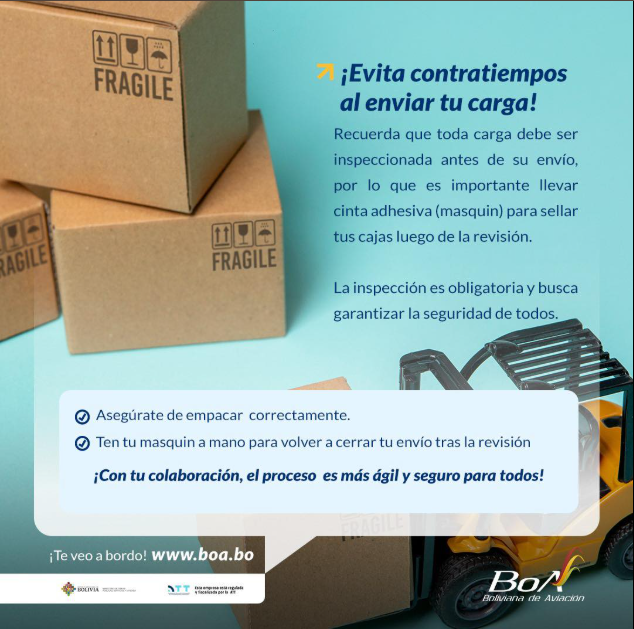 FRAGILE
¡Evita contratiempos
al enviar tu carga!
Recuerda que toda carga debe ser
inspeccionada antes de su envío,
por lo que es importante llevar
cinta adhesiva (masquin) para sellar
tus cajas luego de la revisión.
FRAGILE
RAGILE
La inspección es obligatoria y busca
garantizar la seguridad de todos.
Asegúrate de empacar correctamente.
Ten tu masquin a mano para volver a cerrar tu envío tras la revisión
¡Con tu colaboración, el proceso es más ágil y seguro para todos!
FRAGILE
¡Te veo a bordo! www.boa.bo
BOLIVIA
ATT
Esta empresa está regulada
y fiscalizada por la ATT
BoA
Boliviana de Aviación